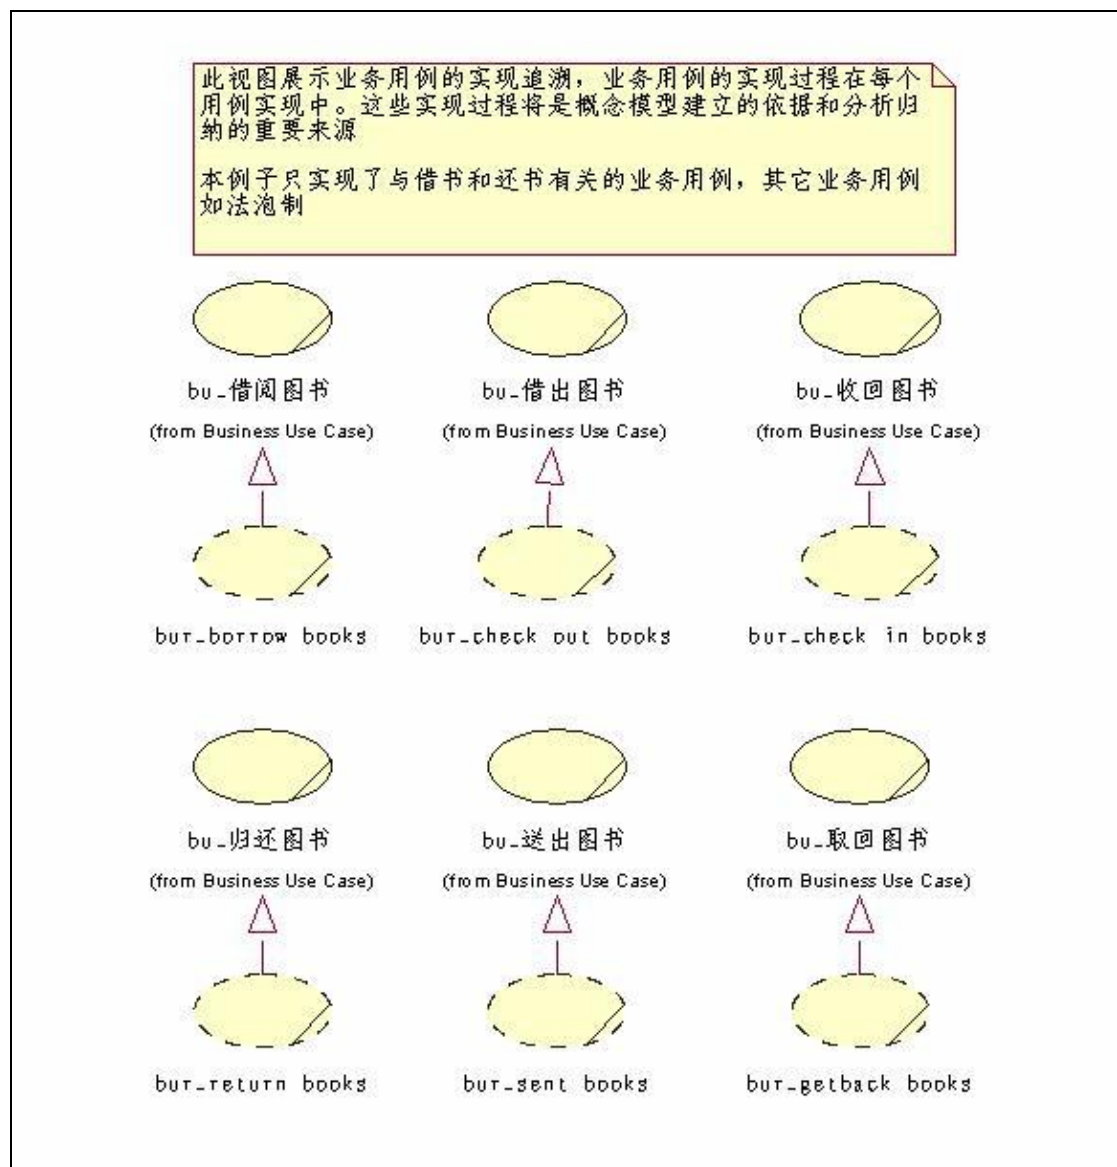 此视图展示业务用例的实现追溯，业务用例的实现过程在每个
用例实现中。这些实现过程将是概念模型建立的依据和分析归
纳的重要来源
本例子只实现了与借书和还书有关的业务用例，其它业务用例
如法泡制
bu_借阅图书 bu_借出图书 bu_收回图书
(from Business Use Case) (from Business Use Case) (from Business Use Case)
bur_borrow books bur_check out books bur_check in books
bu_归还图书 bu_送出图书 bu_取回图书
(from Business Use Case) (from Business Use Case) (from Business Use Case)
bur_return books bur_sent books bur_getback books